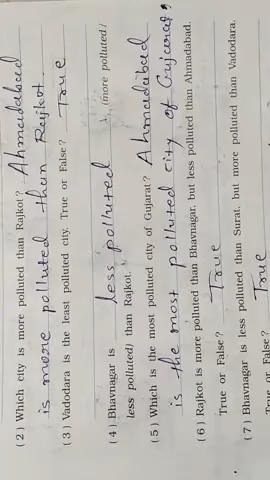 (2) Which city is more polluted than Rajkot? Ahmadabad
is more polluted than Rajkot.
(3) Vadodara is the least polluted city. True or False? True
(4) Bhavnagar is less polluted (more polluted/
less polluted) than Rajkot.
(5) Which is the most polluted city of Gujarat? Ahmadabad
is the most polluted city of Gujarat,
(6) Rajkot is more polluted than Bhavnagar, but less polluted than Ahmadabad.
True or False? True
(7) Bhavnagar is less polluted than Surat, but more polluted than Vadodara.
True or False? True